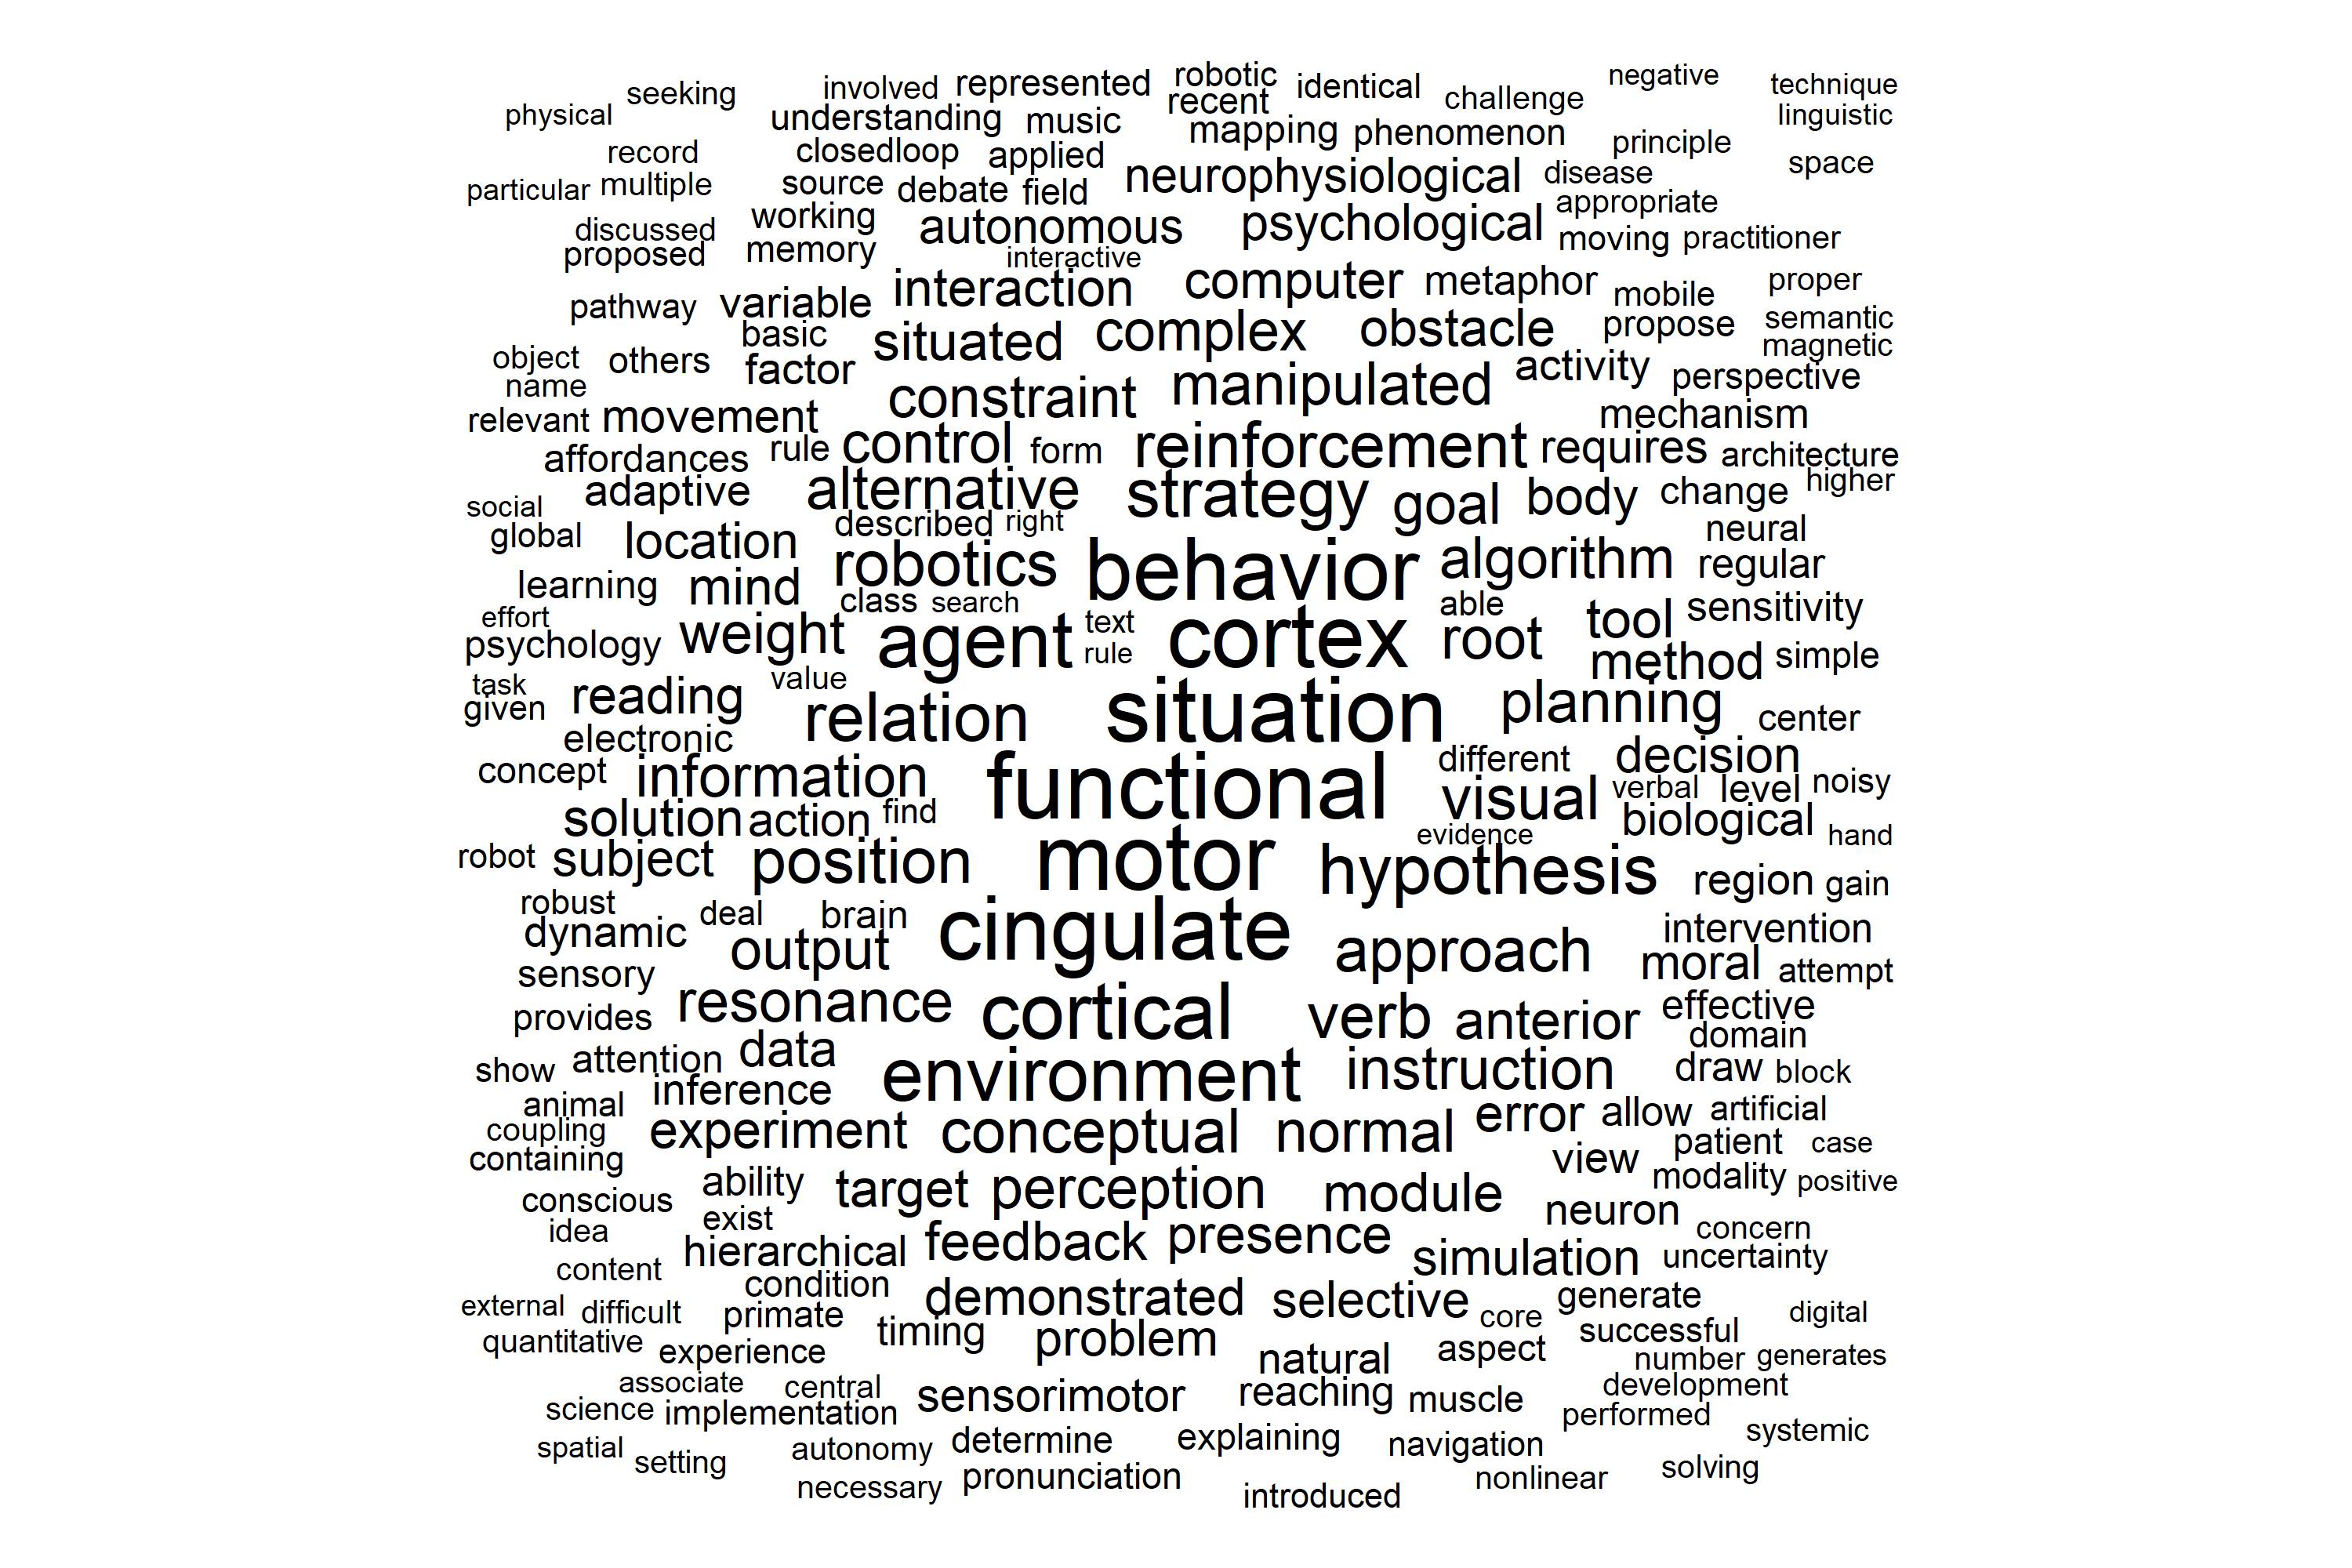 robotic negative
seeking involved represented recent identical challenge technique
physical understanding music mapping phenomenon linguistic
record closedloop applied principle space
particular multiple source debate field neurophysiological disease
discussed working autonomous psychological appropriate
proposed memory interactive moving practitioner
pathway variable interaction computer metaphor mobile proper
object others basic situated complex obstacle propose semantic
name factor constraint manipulated activity perspective magnetic
relevant movement rule control form reinforcement requires mechanism
affordances adaptive alternative strategy goal body change architecture
social described right higher
global location robotics behavior algorithm neural
learning mind class search able regular
effort weight agent text cortex root tool sensitivity
psychology rule method simple
task reading value relation situation planning center
given electronic different decision
concept information functional visual verbal level noisy
solution action find evidence biological hand
robot subject position motor hypothesis region gain
robust deal brain cingulate intervention
dynamic output approach moral attempt
sensory resonance cortical verb anterior effective
provides data domain
show attention environment instruction draw block
animal inference error allow artificial
coupling experiment conceptual normal patient case
containing view
conscious ability target perception module modality positive
idea exist neuron concern
content hierarchical feedback presence simulation uncertainty
external difficult condition demonstrated selective core generate digital
quantitative primate timing problem aspect successful
experience natural number generates
associate central sensorimotor reaching muscle development
science implementation performed
spatial setting autonomy determine explaining navigation systemic
necessary pronunciation introduced nonlinear solving